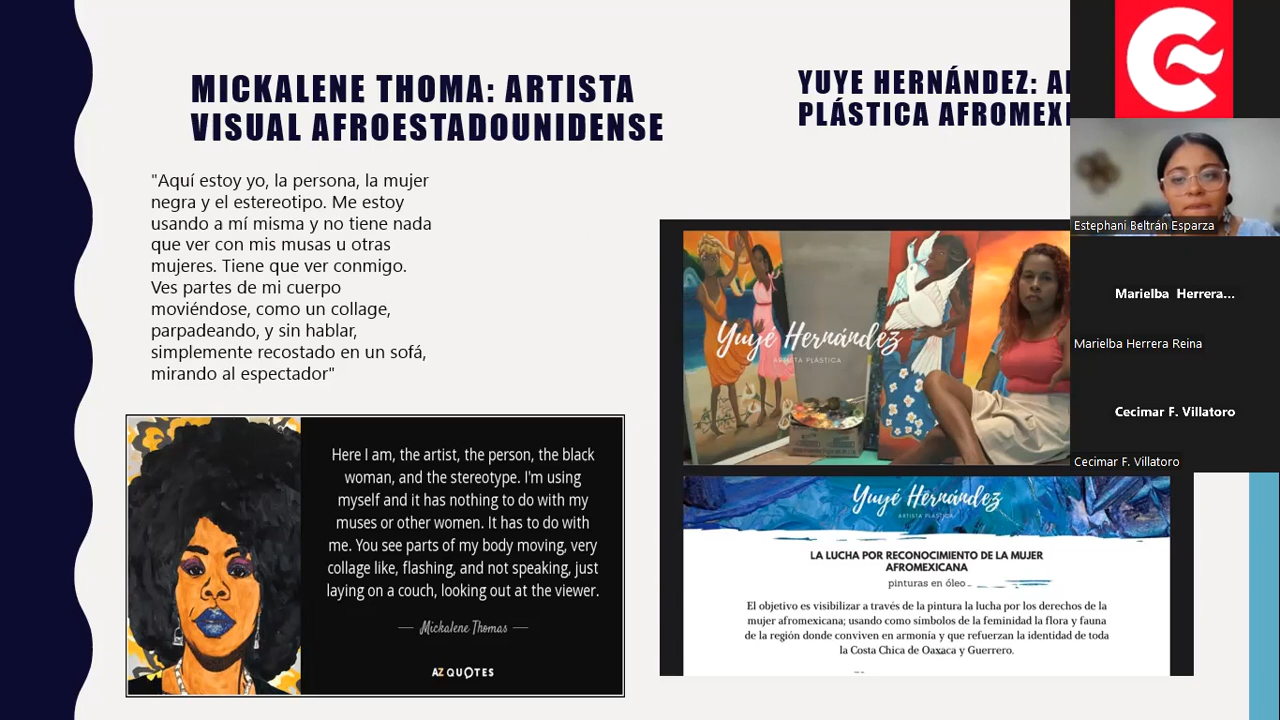 MICKALENE THOMA: ARTISTA
VISUAL AFROESTADOUNIDENSE
"Aquí estoy yo, la persona, la mujer
negra y el estereotipo. Me estoy
usando a mí misma y no tiene nada
que ver con mis musas u otras
mujeres. Tiene que ver conmigo.
Ves partes de mi cuerpo
moviéndose, como un collage,
parpadeando, y sin hablar,
simplemente recostado en un sofá,
mirando al espectador"
Here I am, the artist, the person, the black
woman, and the stereotype. I'm using
myself and it has nothing to do with my
muses or other women. It has to do with
me. You see parts of my body moving, very
collage like, flashing, and not speaking, just
laying on a couch, looking out at the viewer.
Mickalene Thomas
AZ QUOTES
YUYE HERNÁNDEZ:
PLÁSTICA
Yuyé Hernández
ARTISTA PLÁSTICA
Yuyé Hernández
ARTISTA PLÁSTICA
LA LUCHA POR RECONOCIMIENTO DE LA MUJER
AFROMEXICANA
pinturas en óleo
El objetivo es visibilizar a través de la pintura la lucha por los derechos de la
mujer afromexicana; usando como símbolos de la feminidad la flora y fauna
de la región donde conviven en armonía y que refuerzan la identidad de toda
la Costa Chica de Oaxaca y Guerrero.
Estephani Beltrán Esparza
Marielba Herrera...
Marielba Herrera Reina
Cecimar F. Villatoro
Cecimar F. Villatoro